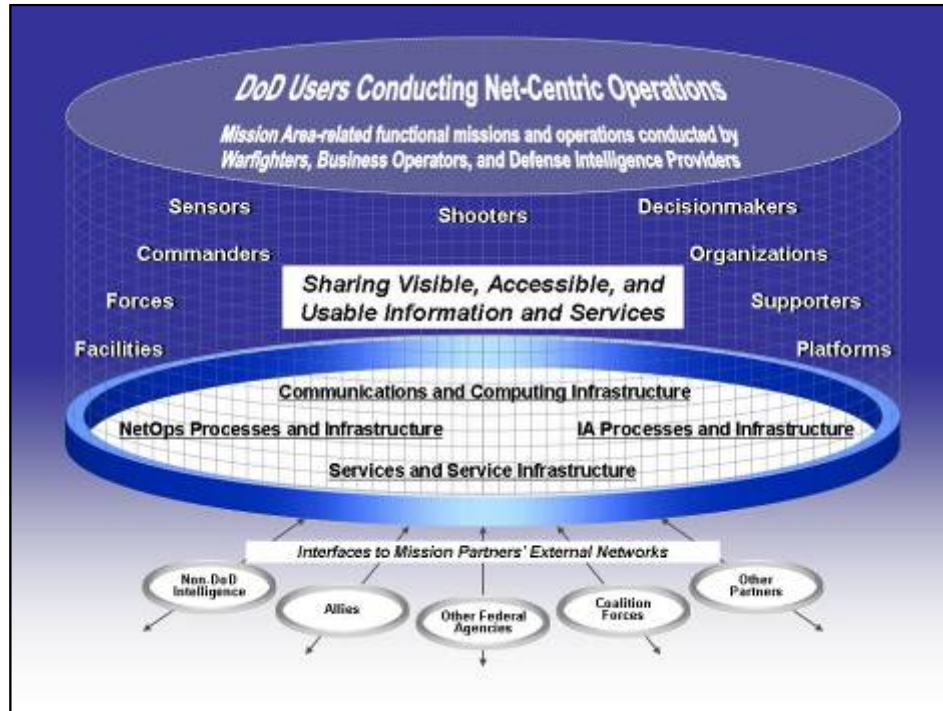 DoD Users Conducting Net-Centric Operations
Mission Area-related functional missions and operations conducted by
Warfighters, Business Operators, and Defense Intelligence Providers
Sensors
Shooters
Decisionmakers
Commanders
Organizations
Sharing Visible, Accessible, and
Usable Information and Services
Forces
Supporters
Facilities
Platforms
Communications and Computing Infrastructure
NetOps Processes and Infrastructure
IA Processes and Infrastructure
Services and Service Infrastructure
Interfaces to Mission Partners' External Networks
Non-DoD
Intelligence
Allies
Other Federal
Agencies
Coalition
Forces
Other
Partners